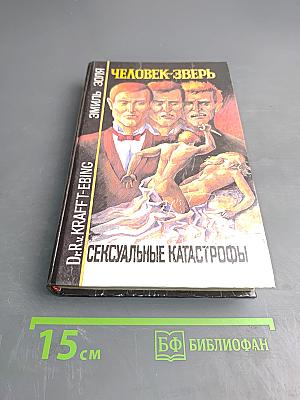 ЭМИЛЬ ЗОЛЯ
ЧЕЛОВЕК-ЗВЕРЬ
Dr R.v. KRAFFT-EBING
СЕКСУАЛЬНЫЕ КАТАСТРОФЫ
15 см
БФ БИБЛИОФАН